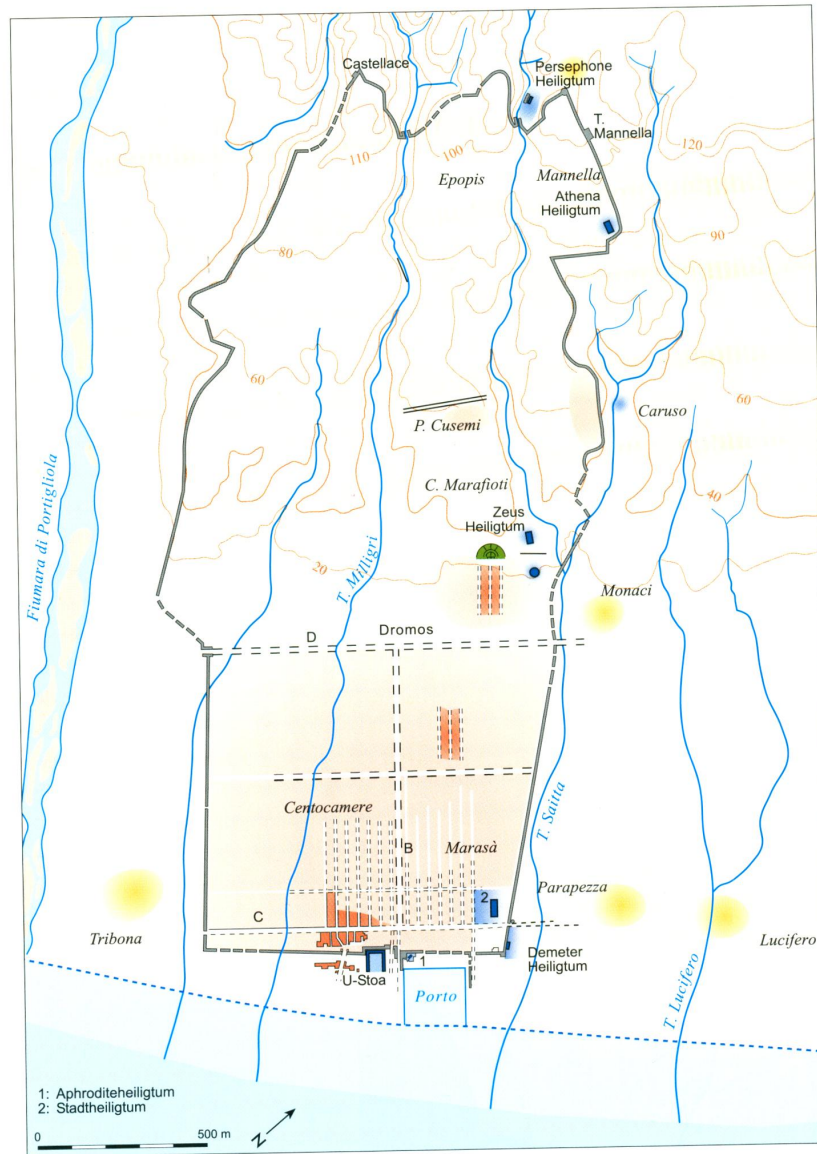 Castellace
Persephone
Heiligtum
T.
Mannella
110
100
120
Epopis
Mannella
Athena
Heiligtum
80
90
60
Caruso
60
P. Cusemi
C. Marafioti
40
Zeus
Heiligtum
Fiumara di Portigliola
T. Milligri
20
Monaci
D
Dromos
Centocamere
B
Marasà
T. Saitta
2
Parapezza
C
Tribona
Lucifero
1
Demeter
Heiligtum
U-Stoa
Porto
T. Lucifero
1: Aphroditeheiligtum
2: Stadtheiligtum
N
0 500 m